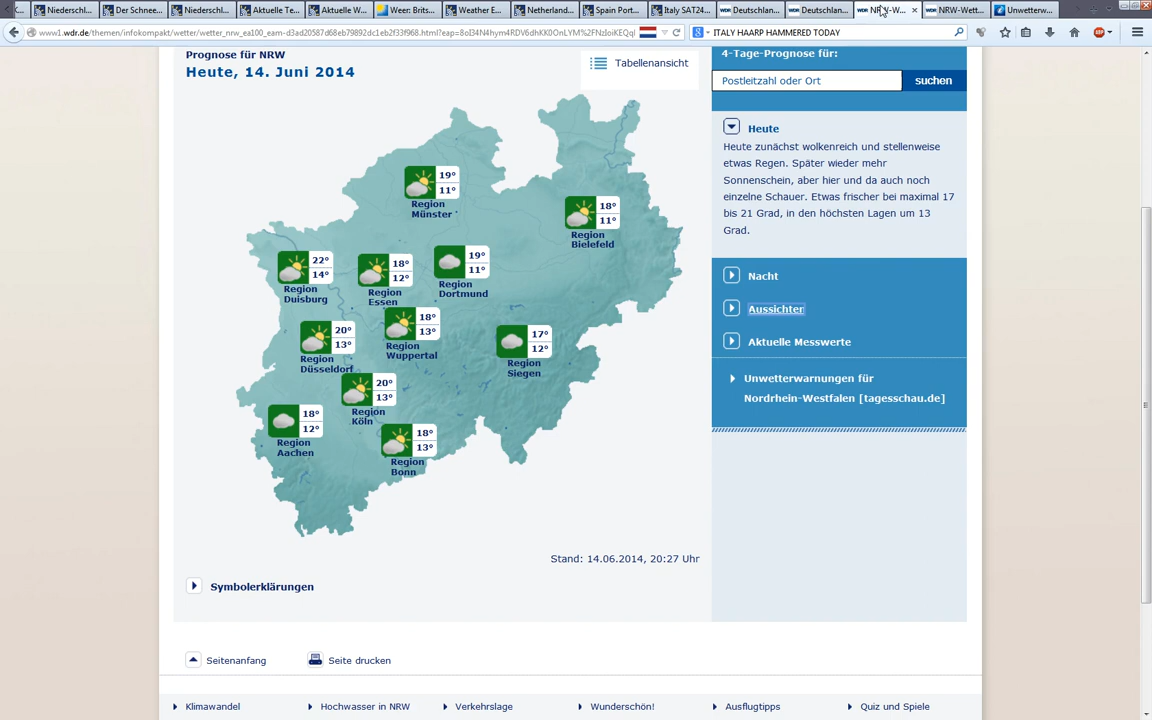 Niederschl...
Der Schnee...
Niederschl...
Aktuelle Te...
Aktuelle W...
Weer: Brits...
Weather E...
Netherland...
Spain Port...
Italy SAT24...
Deutschlan...
Deutschlan...
NRW-W...
NRW-Wett...
Unwetterw...
ITALY HAARP HAMMERED TODAY
Prognose für NRW
Heute, 14. Juni 2014
Tabellenansicht
4-Tage-Prognose für:
Postleitzahl oder Ort
suchen
Heute
Heute zunächst wolkenreich und stellenweise
etwas Regen. Später wieder mehr
Sonnenschein, aber hier und da auch noch
einzelne Schauer. Etwas frischer bei maximal 17
bis 21 Grad, in den höchsten Lagen um 13
Grad.
Nacht
Aussichter
Aktuelle Messwerte
Unwetterwarnungen für
Nordrhein-Westfalen [tagesschau.de]
19°
11°
Region
Münster
18°
11°
Region
Bielefeld
22°
14°
Region
Duisburg
18°
12°
Region
Essen
19°
11°
Region
Dortmund
18°
13°
Region
Wuppertal
20°
13°
Region
Düsseldorf
17°
12°
Region
Siegen
20°
13°
Region
Köln
18°
12°
Region
Aachen
18°
13°
Region
Bonn
Stand: 14.06.2014, 20:27 Uhr
Symbolerklärungen
Seitenanfang
Seite drucken
Klimawandel
Hochwasser in NRW
Verkehrslage
Wunderschön!
Ausflugtipps
Quiz und Spiele